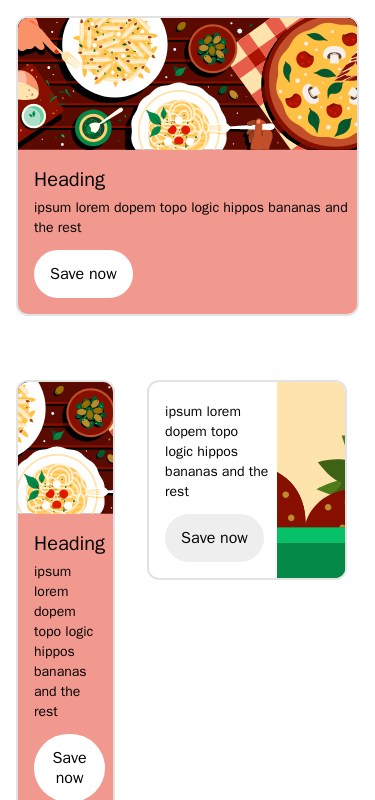 Heading
ipsum lorem dopem topo logic hippos bananas and
the rest
Save now
Heading
ipsum
lorem
dopem
topo logic
hippos
bananas
and the
rest
Save
now
ipsum lorem
dopem topo
logic hippos
bananas and the
rest
Save now